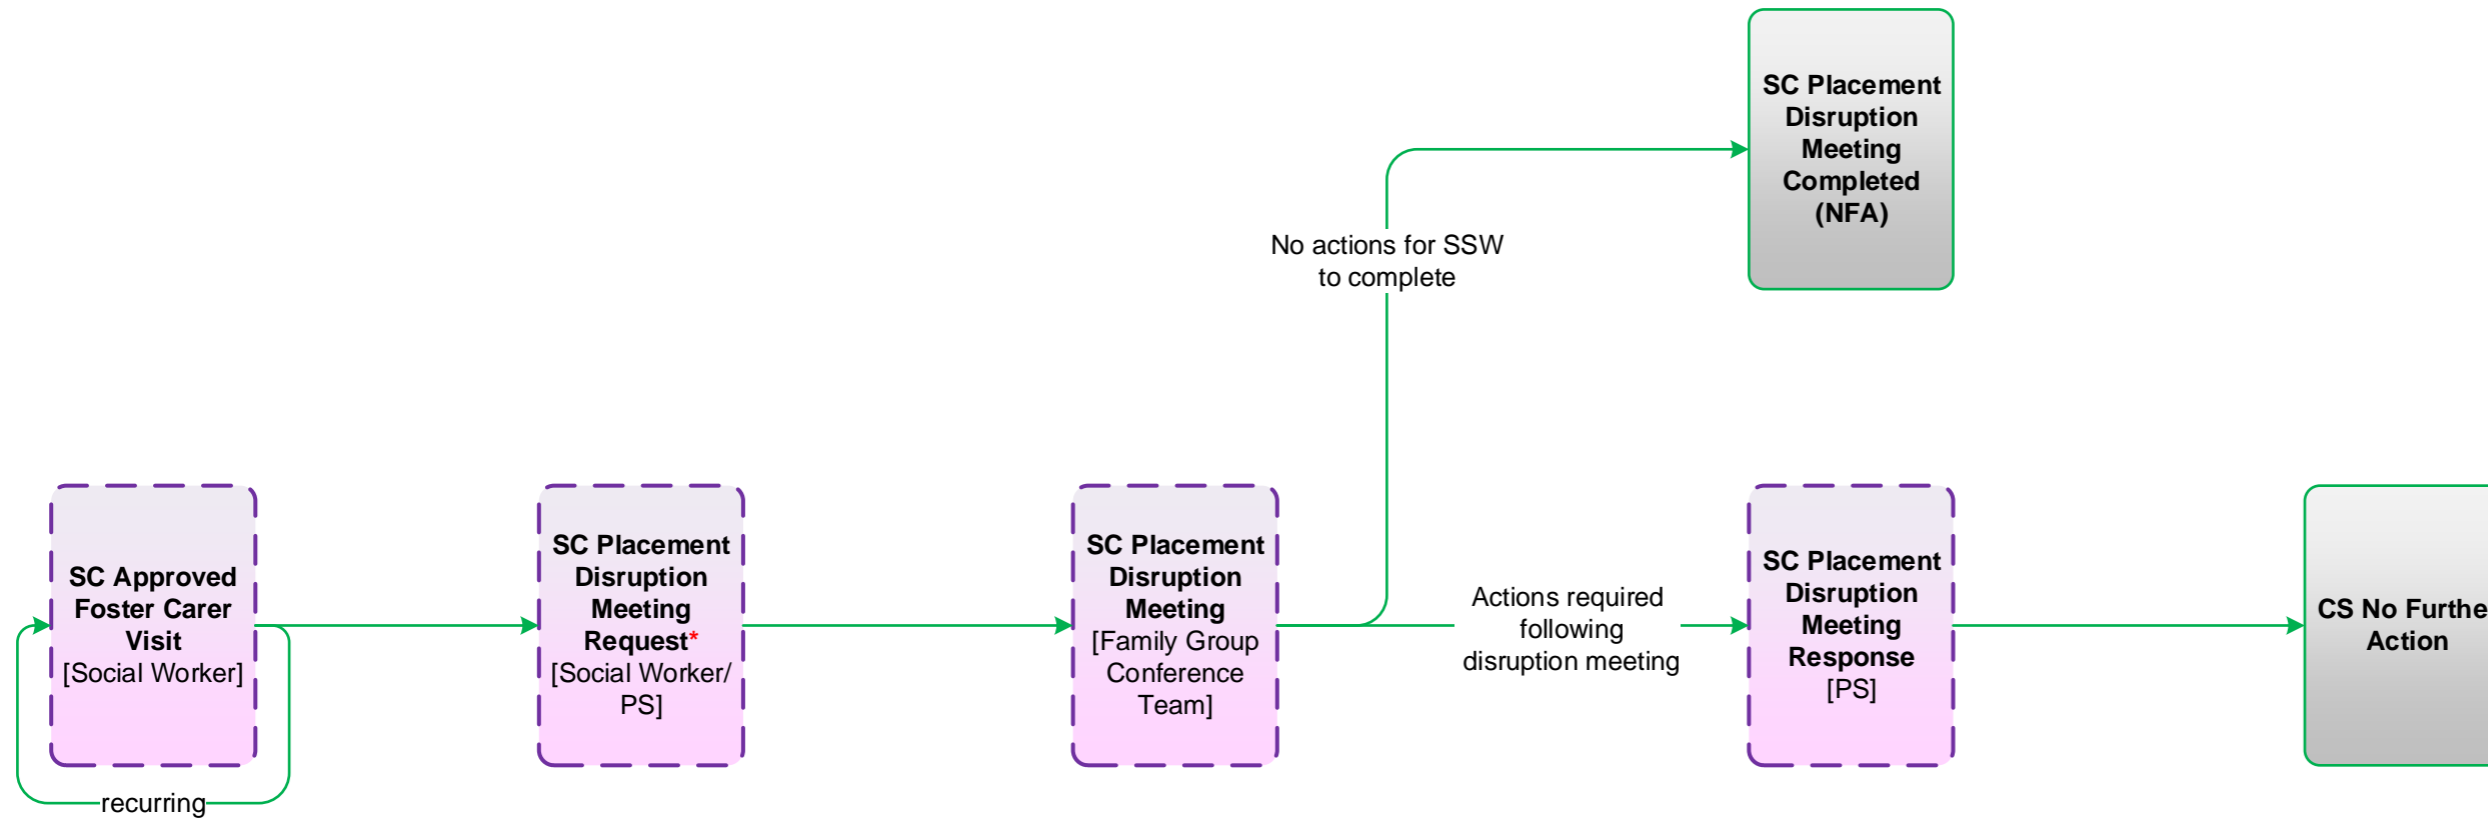 SC Placement
Disruption
Meeting
Completed
(NFA)
No actions for SSW
to complete
SC Approved
Foster Carer
Visit
[Social Worker]
recurring
SC Placement
Disruption
Meeting
Request*
[Social Worker/
PS]
SC Placement
Disruption
Meeting
[Family Group
Conference
Team]
Actions required
following
disruption meeting
SC Placement
Disruption
Meeting
Response
[PS]
CS No Furthe
Action